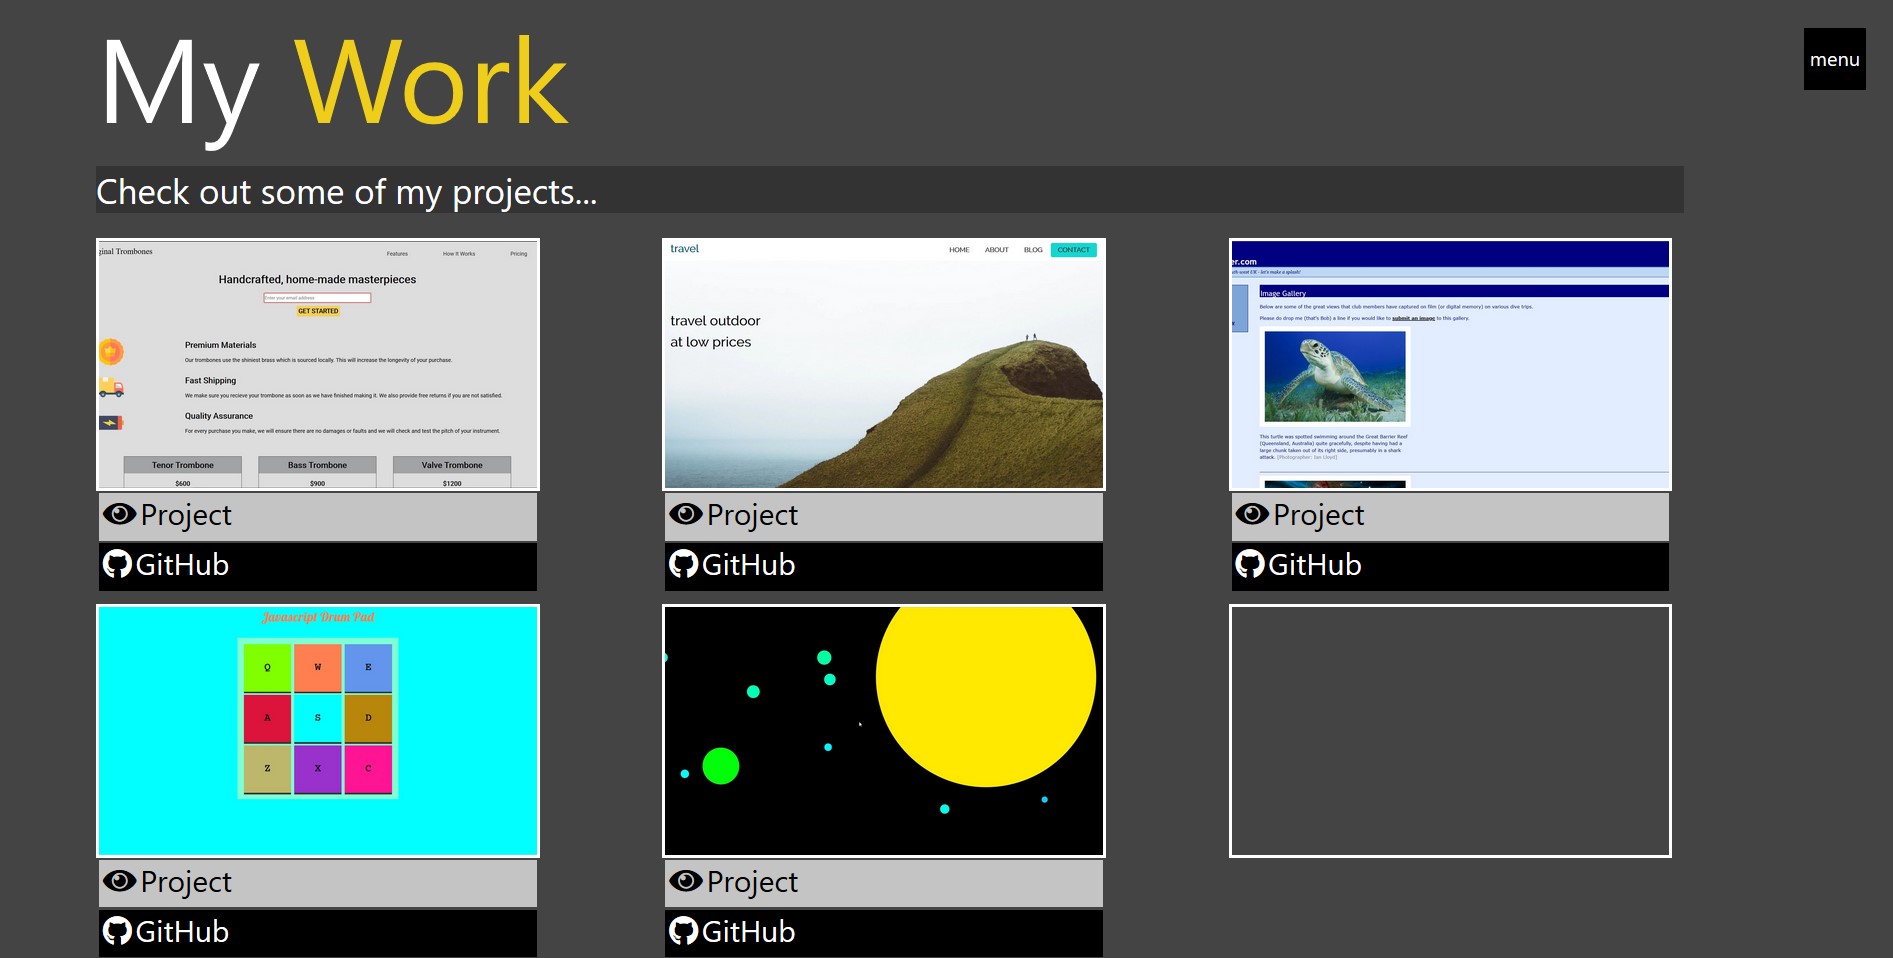 My Work
menu
Check out some of my projects...
ginal Trombones
Features How It Works Pricing
Handcrafted, home-made masterpieces
Enter your email address
GET STARTED
Premium Materials
Our trombones use the shiniest brass which is sourced locally. This will increase the longevity of your purchase.
Fast Shipping
We make sure you recieve your trombone as soon as we have finished making it. We also provide free returns if you are not satisfied.
Quality Assurance
For every purchase you make, we will ensure there are no damages or faults and we will check and test the pitch of your instrument.
Tenor Trombone Bass Trombone Valve Trombone
$600 $900 $1200
travel
HOME ABOUT BLOG CONTACT
travel outdoor
at low prices
er.com
uth-west UK - let's make a splash!
Image Gallery
Below are some of the great views that club members have captured on film (or digital memory) on various dive trips.
Please do drop me (that's Bob) a line if you would like to submit an image to this gallery.
This turtle was spotted swimming around the Great Barrier Reef
(Queensland, Australia) quite gracefully, despite having had a
large chunk taken out of its right side, presumably in a shark
attack. [Photographer: Ian Lloyd]
Project Project Project
GitHub GitHub GitHub
Javascript Drum Pad
Q W E
A S D
Z X C
Project Project
GitHub GitHub